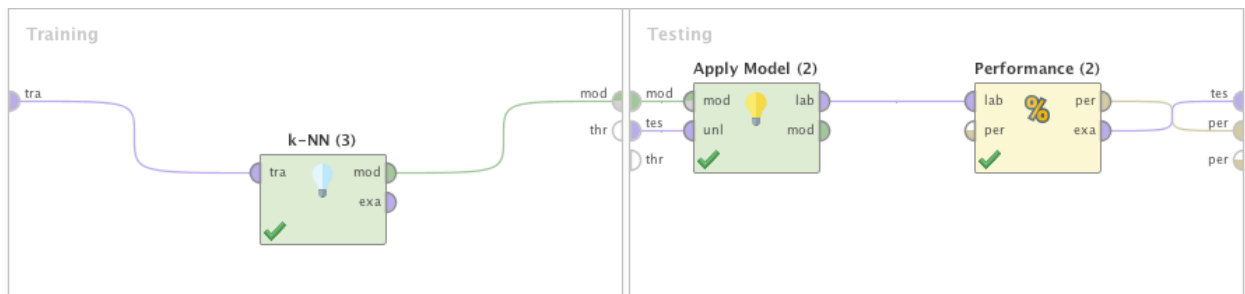 Training
tra
k-NN (3)
tra
mod
exa
mod
thr
Testing
mod
tes
thr
Apply Model (2)
mod
unl
lab
mod
Performance (2)
lab
per
%
per
exa
tes
per
per